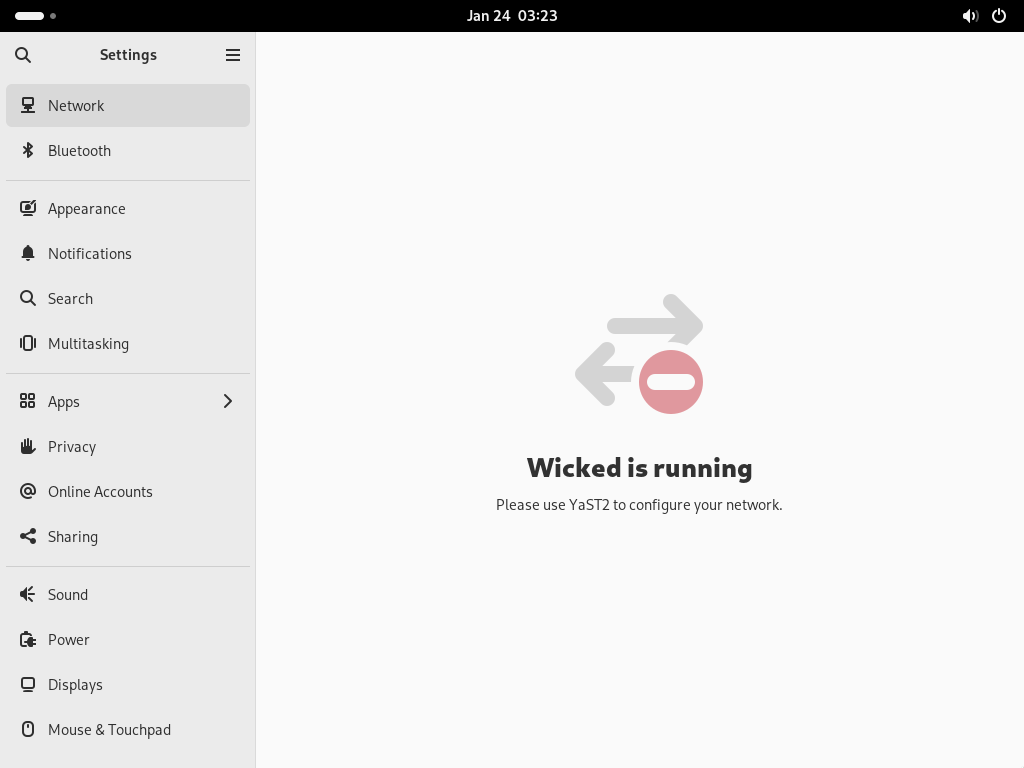 Jan 24 03:23
Settings
Network
Bluetooth
Appearance
Notifications
Search
Multitasking
Apps
Privacy
Online Accounts
Sharing
Sound
Power
Displays
Mouse & Touchpad
Wicked is running
Please use YaST2 to configure your network.